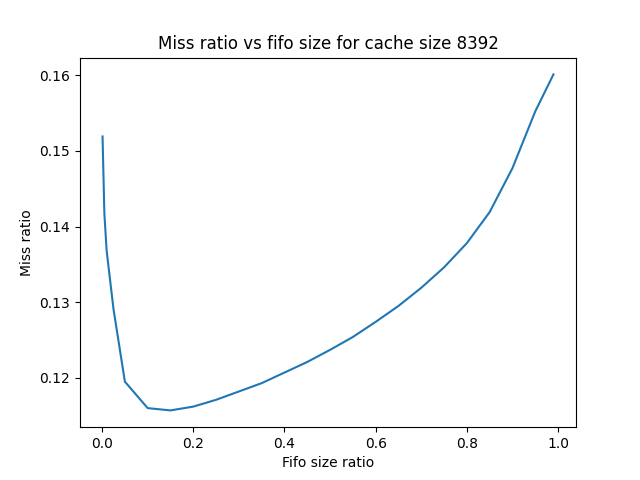 Miss ratio vs fifo size for cache size 8392
0.16
0.15
0.14
0.13
0.12
Miss ratio
0.0 0.2 0.4 0.6 0.8 1.0
Fifo size ratio